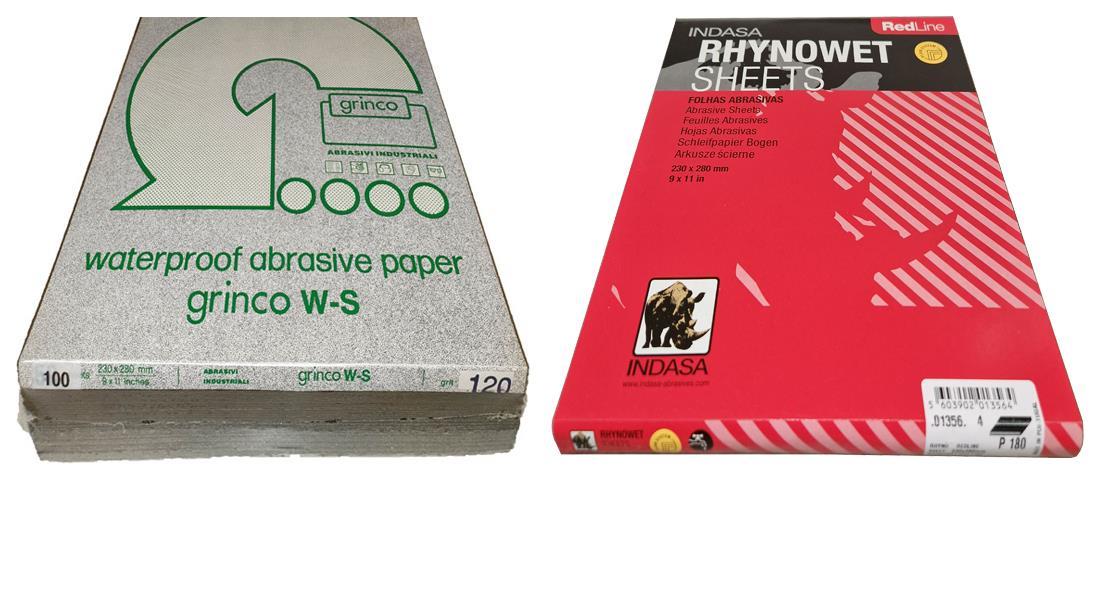 grinco
ABRASIVI INDUSTRIALI
waterproof abrasive paper
grinco W-S
100
230 x 280 mm
9 x 11 inches
ABRASIVI
INDUSTRIALI
grinco W-S
grit
120
RedLine
INDASA
RHYNOWET
SHEETS
FOLHAS ABRASIVAS
Abrasive Sheets
Feuilles Abrasives
Hojas Abrasivas
Schleifpapier Bogen
Arkusze ścierne
230 x 280 mm
9 x 11 in
INDASA
www.indasa-abrasives.com
RHYNOWET
SHEETS
5 603902 013564
.01356. 4
P 180